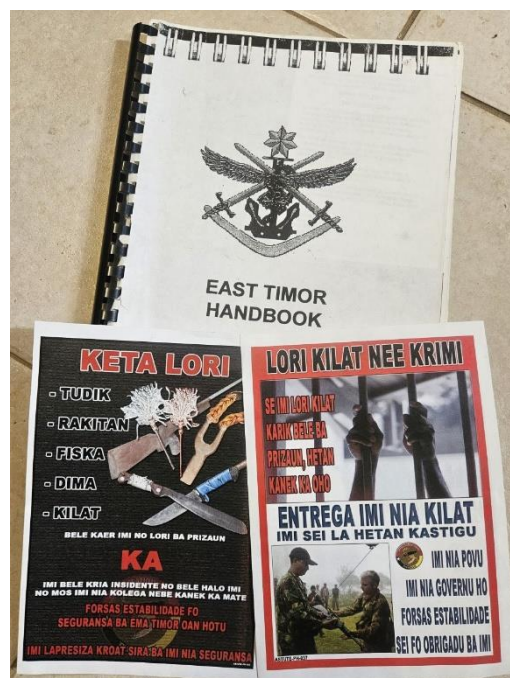 EAST TIMOR
HANDBOOK
KETA LORI
- TUDIK
- RAKITAN
- FISKA
- DIMA
- KILAT
BELE KAER IMI NO LORI BA PRIZAUN
KA
IMI BELE KRIA INSIDENTE NO BELE HALO IMI
NO MOS IMI NIA KOLEGA NEBE KANEK KA MATE
FORSAS ESTABILIDADE FO
SEGURANSA BA EMA TIMOR OAN HOTU
IMI LAPRESIZA KROAT SIRA BA IMI NIA SEGURANSA
LORI KILAT NEE KRIMI
SE IMI LORI KILAT
KARIK BELE BA
PRIZAUN, HETAN
KANEK KA OHO
ENTREGA IMI NIA KILAT
IMI SEI LA HETAN KASTIGU
IMI NIA POVU
IMI NIA GOVERNU HO
FORSAS ESTABILIDADE
SEI FO OBRIGADU BA IMI